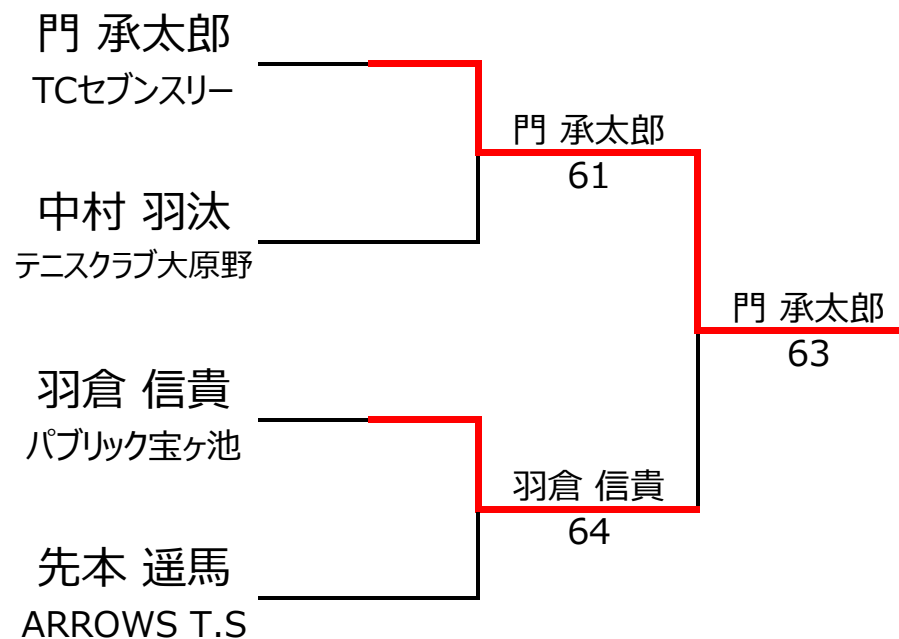 門 承太郎
TCセブンスリー
門 承太郎
61
中村 羽汰
テニスクラブ大原野
門 承太郎
63
羽倉 信貴
パブリック宝ヶ池
羽倉 信貴
64
先本 遥馬
ARROWS T.S